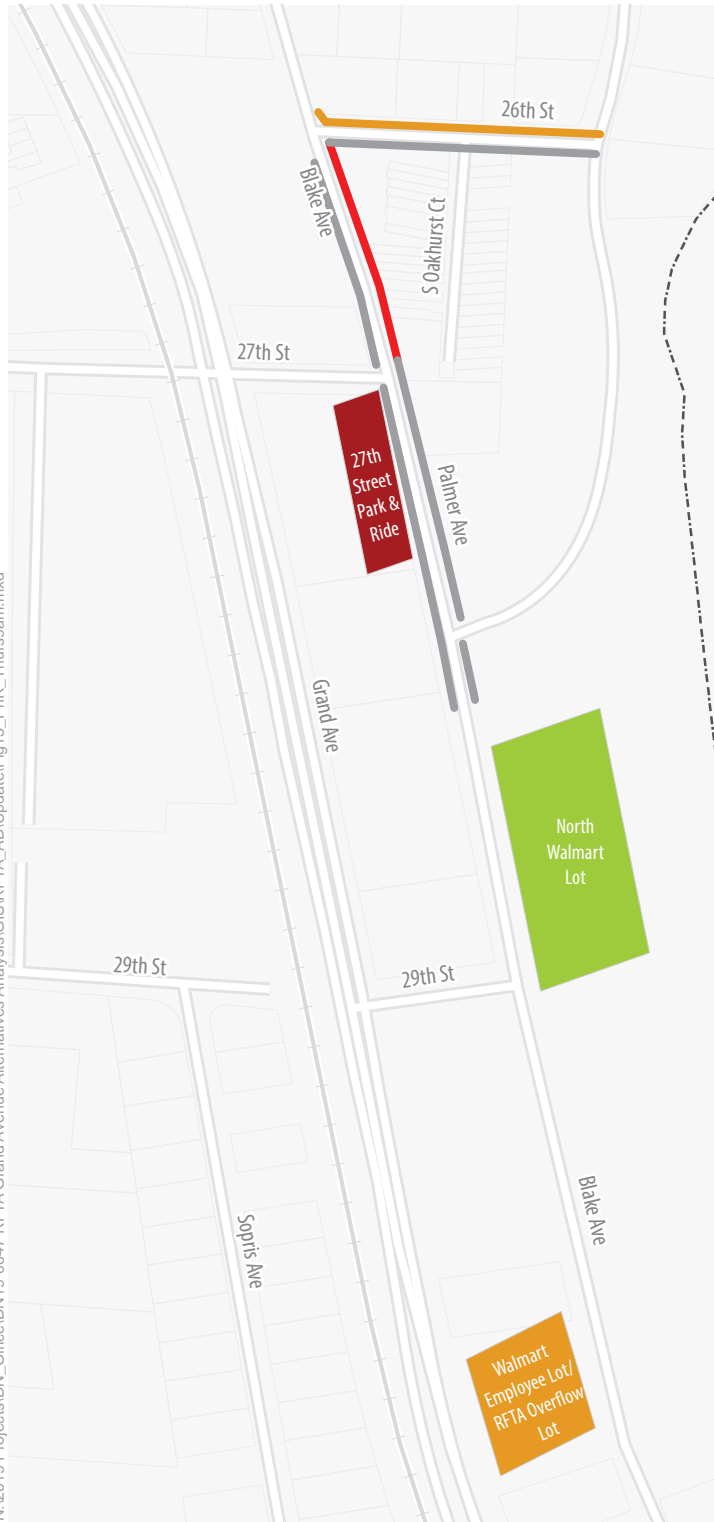 26th St
Blake Ave
S Oakhurst Ct
27th St
27th
Street
Park &
Ride
Palmer Ave
Grand Ave
North
Walmart
Lot
29th St
29th St
Blake Ave
Sopris Ave
Walmart
Employee Lot/
RFTA Overflow
Lot